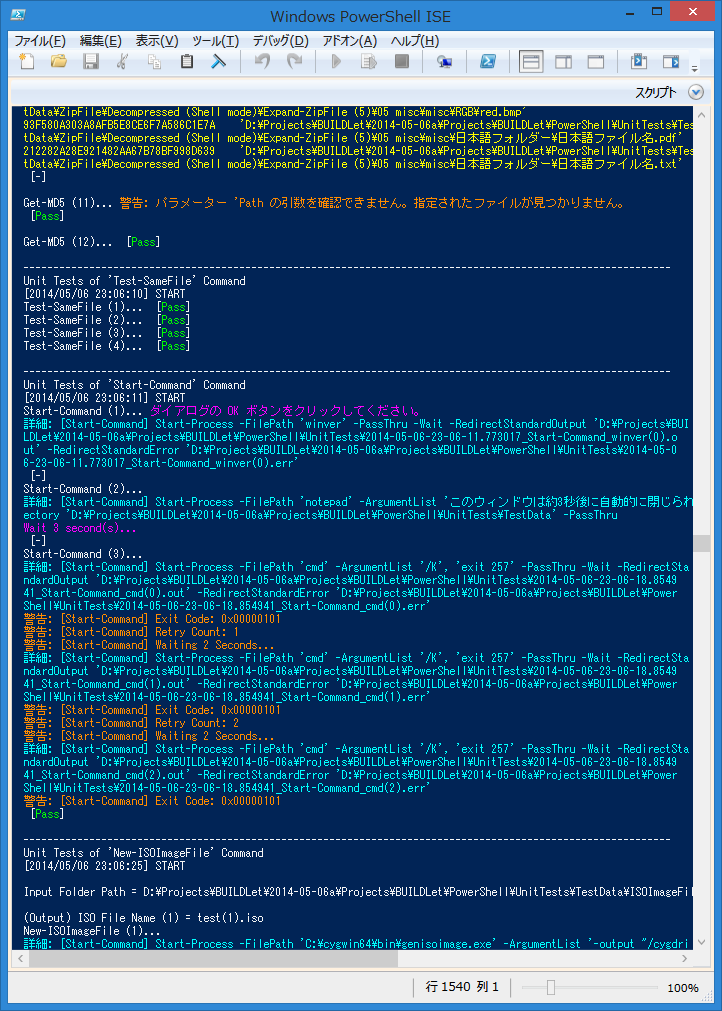 Windows PowerShell ISE
ファイル(F) 編集(E) 表示(V) ツール(T) デバッグ(D) アドオン(A) ヘルプ(H)
スクリプト
tData¥ZipFile¥Decompressed (Shell mode)¥Expand-ZipFile (5)¥05 misc¥misc¥RGB¥red.bmp'
93F580A303A8AFB5E8CE6F7A586C1E7A 'D:¥Projects¥BUILDLet¥2014-05-06a¥Projects¥BUILDLet¥PowerShell¥UnitTests¥Tes
tData¥ZipFile¥Decompressed (Shell mode)¥Expand-ZipFile (5)¥05 misc¥misc¥日本語フォルダー¥日本語ファイル名.pdf'
212282A28E921482AA67B78BF998D639 'D:¥Projects¥BUILDLet¥2014-05-06a¥Projects¥BUILDLet¥PowerShell¥UnitTests¥Tes
tData¥ZipFile¥Decompressed (Shell mode)¥Expand-ZipFile (5)¥05 misc¥misc¥日本語フォルダー¥日本語ファイル名.txt'
[-]
Get-MD5 (11)... 警告: パラメーター 'Path の引数を確認できません。指定されたファイルが見つかりません。
[Pass]
Get-MD5 (12)... [Pass]
--------------------------------------------------------------------------------
Unit Tests of 'Test-SameFile' Command
[2014/05/06 23:06:10] START
Test-SameFile (1)... [Pass]
Test-SameFile (2)... [Pass]
Test-SameFile (3)... [Pass]
Test-SameFile (4)... [Pass]
--------------------------------------------------------------------------------
Unit Tests of 'Start-Command' Command
[2014/05/06 23:06:11] START
Start-Command (1)... ダイアログの OK ボタンをクリックしてください。
詳細: [Start-Command] Start-Process -FilePath 'winver' -PassThru -Wait -RedirectStandardOutput 'D:¥Projects¥BUI
LDLet¥2014-05-06a¥Projects¥BUILDLet¥PowerShell¥UnitTests¥2014-05-06-23-06-11.773017_Start-Command_winver(0).o
ut' -RedirectStandardError 'D:¥Projects¥BUILDLet¥2014-05-06a¥Projects¥BUILDLet¥PowerShell¥UnitTests¥2014-05-0
6-23-06-11.773017_Start-Command_winver(0).err'
[-]
Start-Command (2)...
詳細: [Start-Command] Start-Process -FilePath 'notepad' -ArgumentList 'このウィンドウは約3秒後に自動的に閉じられ
ectory 'D:¥Projects¥BUILDLet¥2014-05-06a¥Projects¥BUILDLet¥PowerShell¥UnitTests¥TestData' -PassThru
Wait 3 second(s)...
[-]
Start-Command (3)...
詳細: [Start-Command] Start-Process -FilePath 'cmd' -ArgumentList '/K', 'exit 257' -PassThru -Wait -RedirectSta
ndardOutput 'D:¥Projects¥BUILDLet¥2014-05-06a¥Projects¥BUILDLet¥PowerShell¥UnitTests¥2014-05-06-23-06-18.8549
41_Start-Command_cmd(0).out' -RedirectStandardError 'D:¥Projects¥BUILDLet¥2014-05-06a¥Projects¥BUILDLet¥Power
Shell¥UnitTests¥2014-05-06-23-06-18.854941_Start-Command_cmd(0).err'
警告: [Start-Command] Exit Code: 0x00000101
警告: [Start-Command] Retry Count: 1
警告: [Start-Command] Waiting 2 Seconds...
詳細: [Start-Command] Start-Process -FilePath 'cmd' -ArgumentList '/K', 'exit 257' -PassThru -Wait -RedirectSta
ndardOutput 'D:¥Projects¥BUILDLet¥2014-05-06a¥Projects¥BUILDLet¥PowerShell¥UnitTests¥2014-05-06-23-06-18.8549
41_Start-Command_cmd(1).out' -RedirectStandardError 'D:¥Projects¥BUILDLet¥2014-05-06a¥Projects¥BUILDLet¥Power
Shell¥UnitTests¥2014-05-06-23-06-18.854941_Start-Command_cmd(1).err'
警告: [Start-Command] Exit Code: 0x00000101
警告: [Start-Command] Retry Count: 2
警告: [Start-Command] Waiting 2 Seconds...
詳細: [Start-Command] Start-Process -FilePath 'cmd' -ArgumentList '/K', 'exit 257' -PassThru -Wait -RedirectSta
ndardOutput 'D:¥Projects¥BUILDLet¥2014-05-06a¥Projects¥BUILDLet¥PowerShell¥UnitTests¥2014-05-06-23-06-18.8549
41_Start-Command_cmd(2).out' -RedirectStandardError 'D:¥Projects¥BUILDLet¥2014-05-06a¥Projects¥BUILDLet¥Power
Shell¥UnitTests¥2014-05-06-23-06-18.854941_Start-Command_cmd(2).err'
警告: [Start-Command] Exit Code: 0x00000101
[Pass]
--------------------------------------------------------------------------------
Unit Tests of 'New-ISOImageFile' Command
[2014/05/06 23:06:25] START
Input Folder Path = D:¥Projects¥BUILDLet¥2014-05-06a¥Projects¥BUILDLet¥PowerShell¥UnitTests¥TestData¥ISOImageFil
(Output) ISO File Name (1) = test(1).iso
New-ISOImageFile (1)...
詳細: [Start-Command] Start-Process -FilePath 'C:¥cygwin64¥bin¥genisoimage.exe' -ArgumentList '-output "/cygdri
行 1540 列 1
100%